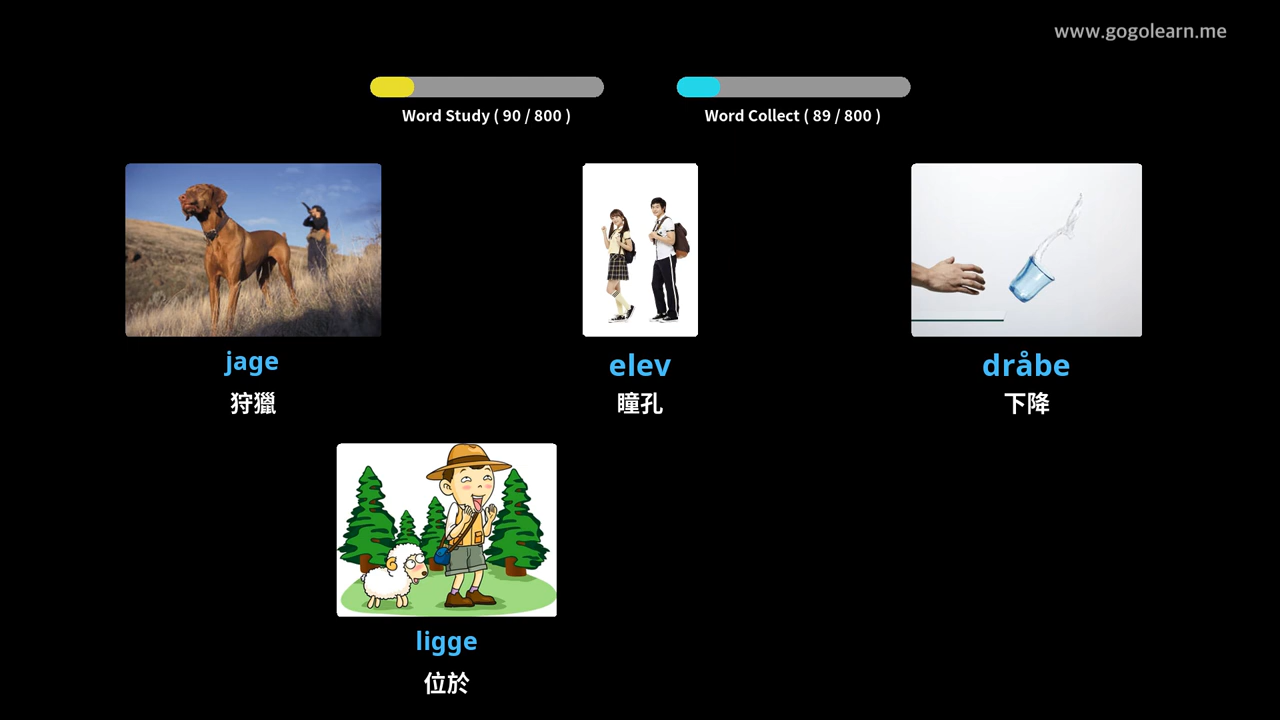 www.gogolearn.me
Word Study ( 90 / 800 )
Word Collect ( 89 / 800 )
jage
狩獵
elev
瞳孔
dråbe
下降
ligge
位於